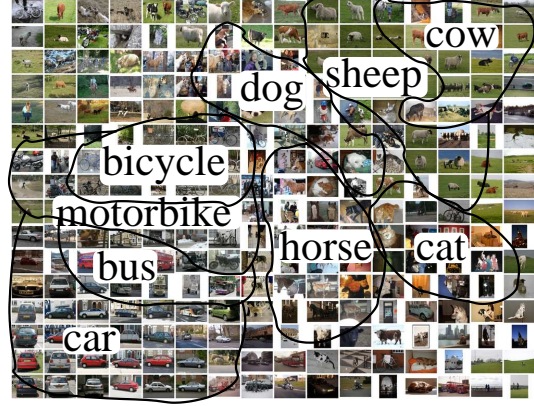 cow
sheep
dog
bicycle
motorbike
horse
cat
bus
car